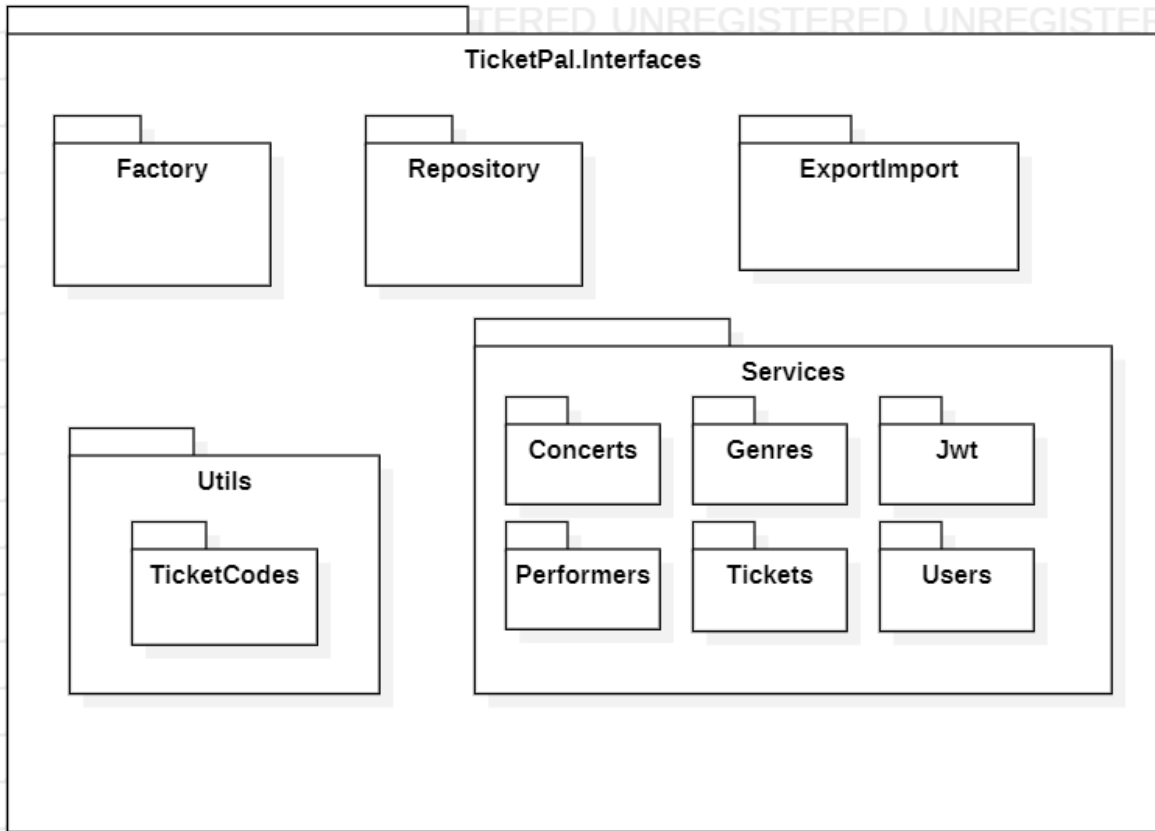 TERED UNREGISTERED UNREGISTE
TicketPal.Interfaces
Factory
Repository
ExportImport
Services
Concerts
Genres
Jwt
Utils
TicketCodes
Performers
Tickets
Users